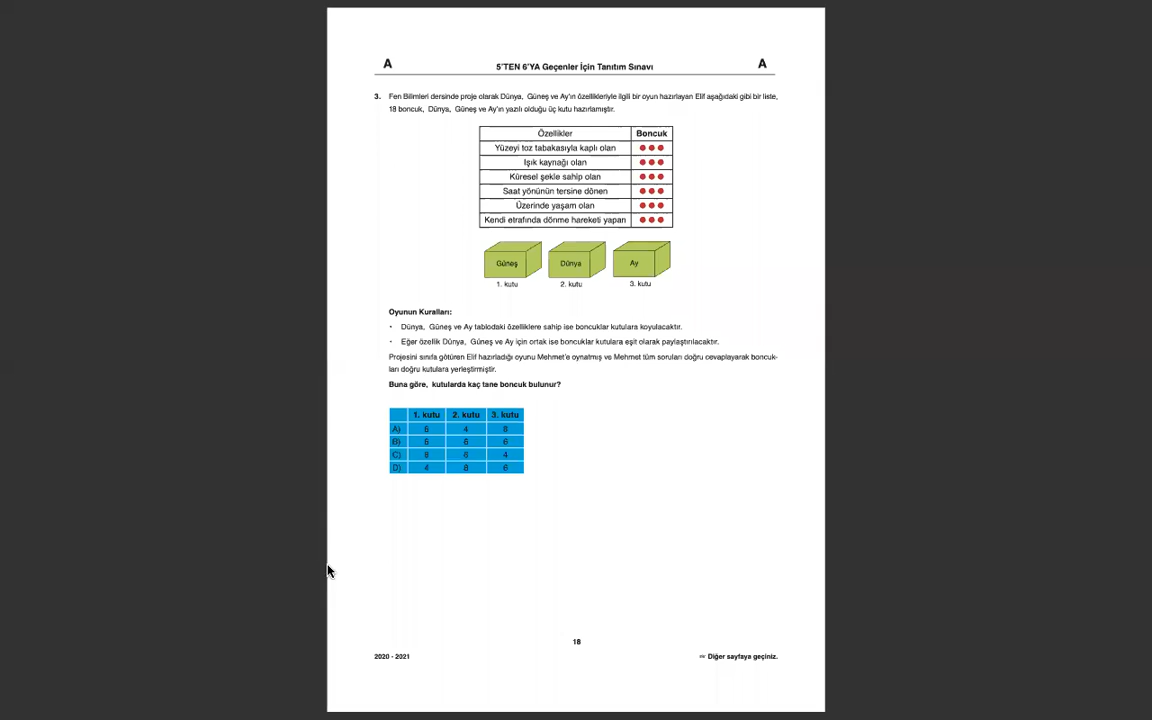 A 5'TEN 6'YA Geçenler İçin Tanıtım Sınavı A
3. Fen Bilimleri dersinde proje olarak Dünya, Güneş ve Ay'ın özellikleriyle ilgili bir oyun hazırlayan Elif aşağıdaki gibi bir liste,
18 boncuk, Dünya, Güneş ve Ay'ın yazılı olduğu üç kutu hazırlamıştır.
Özellikler Boncuk
Yüzeyi toz tabakasıyla kaplı olan
Işık kaynağı olan
Küresel şekle sahip olan
Saat yönünün tersine dönen
Üzerinde yaşam olan
Kendi etrafında dönme hareketi yapan
Güneş Dünya Ay
1. kutu 2. kutu 3. kutu
Oyunun Kuralları:
• Dünya, Güneş ve Ay tablodaki özelliklere sahip ise boncuklar kutulara koyulacaktır.
• Eğer özellik Dünya, Güneş ve Ay için ortak ise boncuklar kutulara eşit olarak paylaştırılacaktır.
Projesini sınıfa götüren Elif hazırladığı oyunu Mehmet'e oynatmış ve Mehmet tüm soruları doğru cevaplayarak boncuk-
ları doğru kutulara yerleştirmiştir.
Buna göre, kutularda kaç tane boncuk bulunur?
1. kutu 2. kutu 3. kutu
A) 6 4 8
B) 6 6 6
C) 8 6 4
D) 4 8 6
18
2020 - 2021 Diğer sayfaya geçiniz.